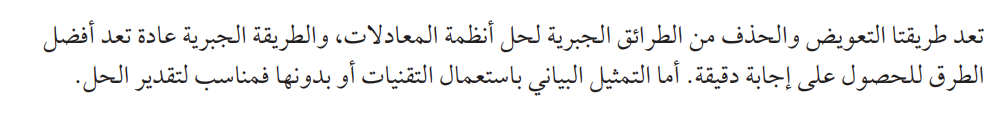 تعد طريقتا التعويض والحذف من الطرائق الجبرية لحل أنظمة المعادلات، والطريقة الجبرية عادة تعد أفضل
الطرق للحصول على إجابة دقيقة. أما التمثيل البياني باستعمال التقنيات أو بدونها فمناسب لتقدير الحل.